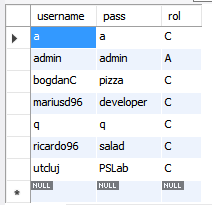 username pass rol
a a C
admin admin A
bogdanC pizza C
mariusd96 developer C
q q C
ricardo96 salad C
utcluj PSLab C
NULL NULL NULL